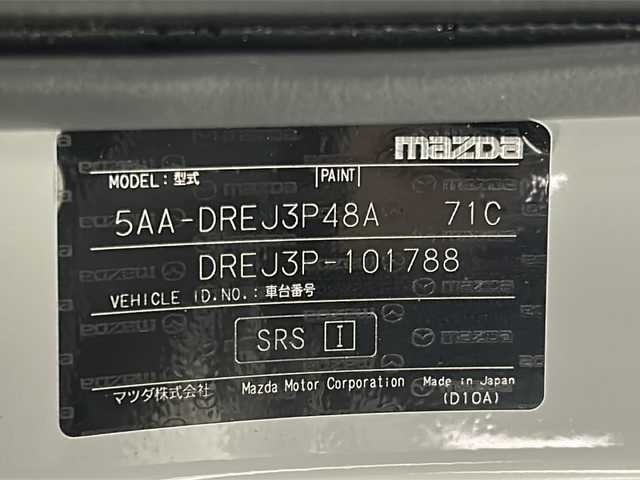 mazda
MODEL:型式 PAINT
5AA-DREJ3P48A 71C
DREJ3P-101788
VEHICLE ID.NO.:車台番号
SRS I
マツダ株式会社 Mazda Motor Corporation Made in Japan
(D10A)